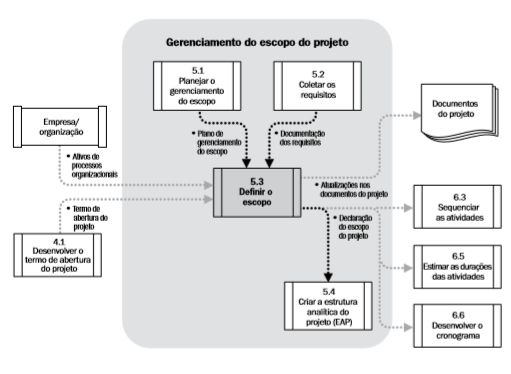 Gerenciamento do escopo do projeto
5.1
Planejar o
gerenciamento
do escopo
5.2
Coletar os
requisitos
Documentos
do projeto
Empresa/
organização
• Plano de
gerenciamento
do escopo
• Documentação
dos requisitos
• Ativos de
processos
organizacionais
5.3
Definir o
escopo
• Atualizações nos
documentos do projeto
6.3
Sequenciar
as atividades
• Termo de
abertura do
projeto
• Declaração
do escopo
do projeto
4.1
Desenvolver o
termo de abertura
do projeto
6.5
Estimar as durações
das atividades
5.4
Criar a estrutura
analítica do
projeto (EAP)
6.6
Desenvolver o
cronograma